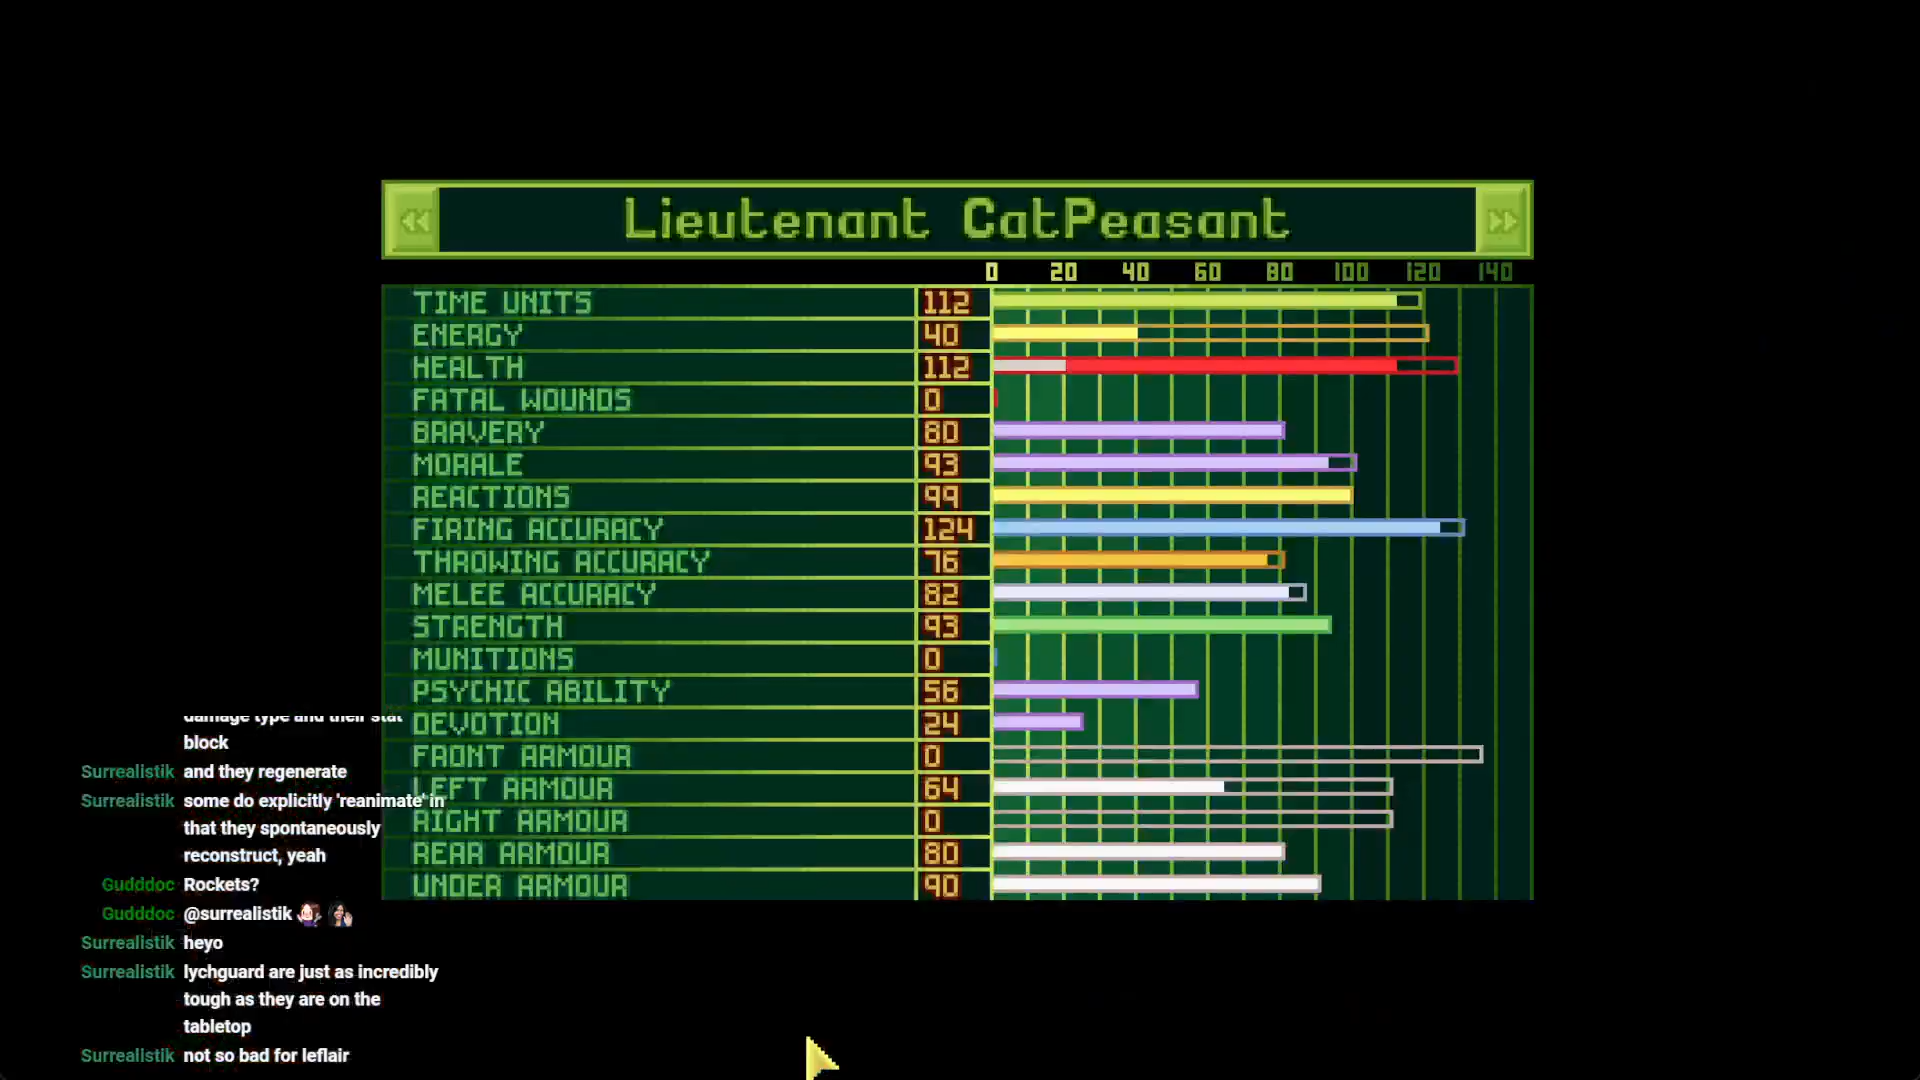 Lieutenant CatPeasant
0 20 40 60 80 100 120 140
TIME UNITS 112
ENERGY 40
HEALTH 112
FATAL WOUNDS 0
BRAVERY 80
MORALE 93
REACTIONS 99
FIRING ACCURACY 124
THROWING ACCURACY 76
MELEE ACCURACY 82
STRENGTH 93
MUNITIONS 0
PSYCHIC ABILITY 56
DEVOTION 24
FRONT ARMOUR 0
LEFT ARMOUR 64
RIGHT ARMOUR 0
REAR ARMOUR 80
UNDER ARMOUR 90
damage type and their stat
block
Surrealistik and they regenerate
Surrealistik some do explicitly 'reanimate' in
that they spontaneously
reconstruct, yeah
Gudddoc Rockets?
Gudddoc @surrealistik
Surrealistik heyo
Surrealistik lychguard are just as incredibly
tough as they are on the
tabletop
Surrealistik not so bad for leflair